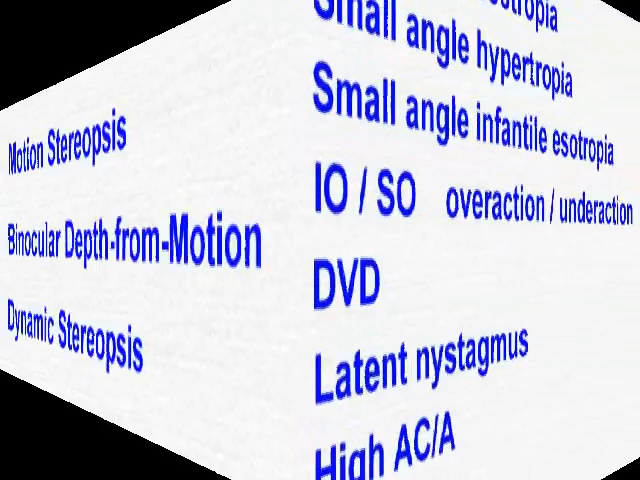 Motion Stereopsis
Binocular Depth-from-Motion
Dynamic Stereopsis
Small angle hypertropia
Small angle infantile esotropia
IO / SO overaction / underaction
DVD
Latent nystagmus
High AC/A